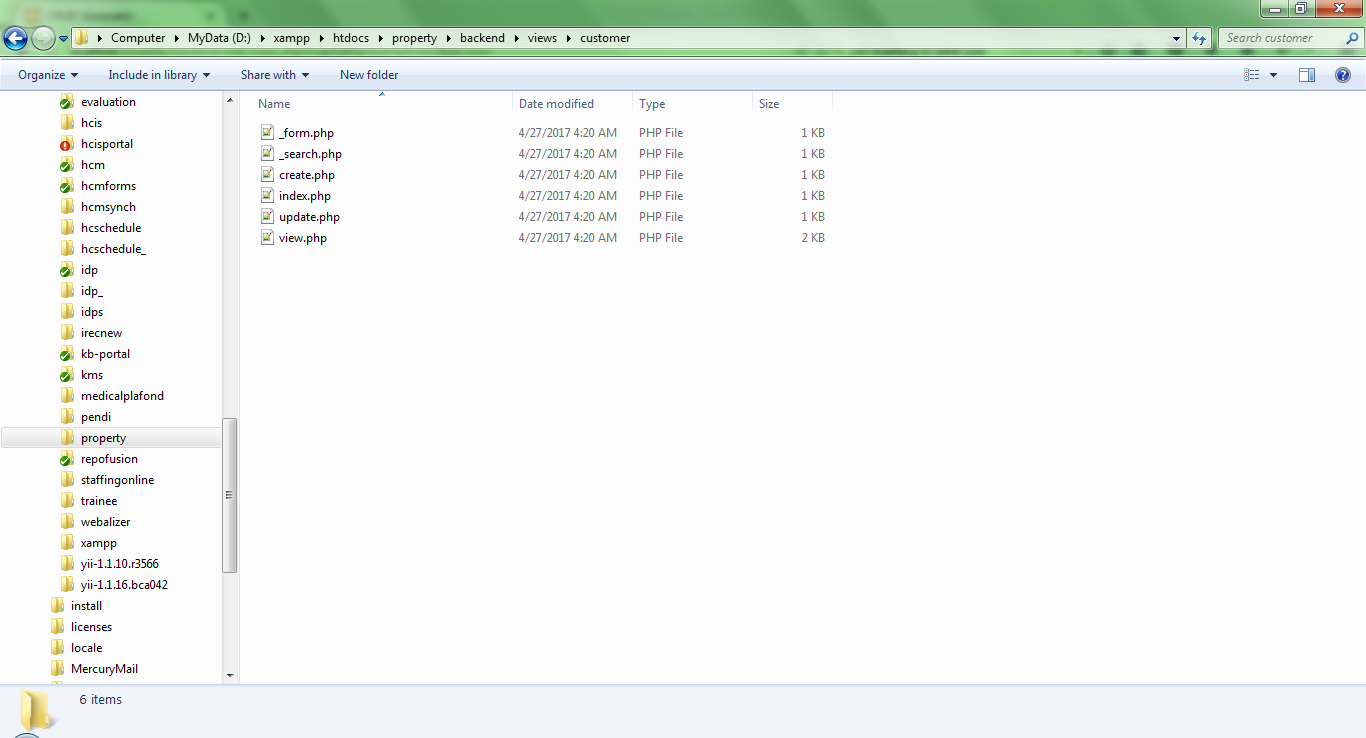 Computer MyData (D:) xampp htdocs property backend views customer
Search customer
Organize Include in library Share with New folder
evaluation
hcis
hcisportal
hcm
hcmforms
hcmsynch
hcschedule
hcschedule_
idp
idp_
idps
irecnew
kb-portal
kms
medicalplafond
pendi
property
repofusion
staffingonline
trainee
webalizer
xampp
yii-1.1.10.r3566
yii-1.1.16.bca042
install
licenses
locale
MercuryMail
Name Date modified Type Size
_form.php 4/27/2017 4:20 AM PHP File 1 KB
_search.php 4/27/2017 4:20 AM PHP File 1 KB
create.php 4/27/2017 4:20 AM PHP File 1 KB
index.php 4/27/2017 4:20 AM PHP File 1 KB
update.php 4/27/2017 4:20 AM PHP File 1 KB
view.php 4/27/2017 4:20 AM PHP File 2 KB
6 items